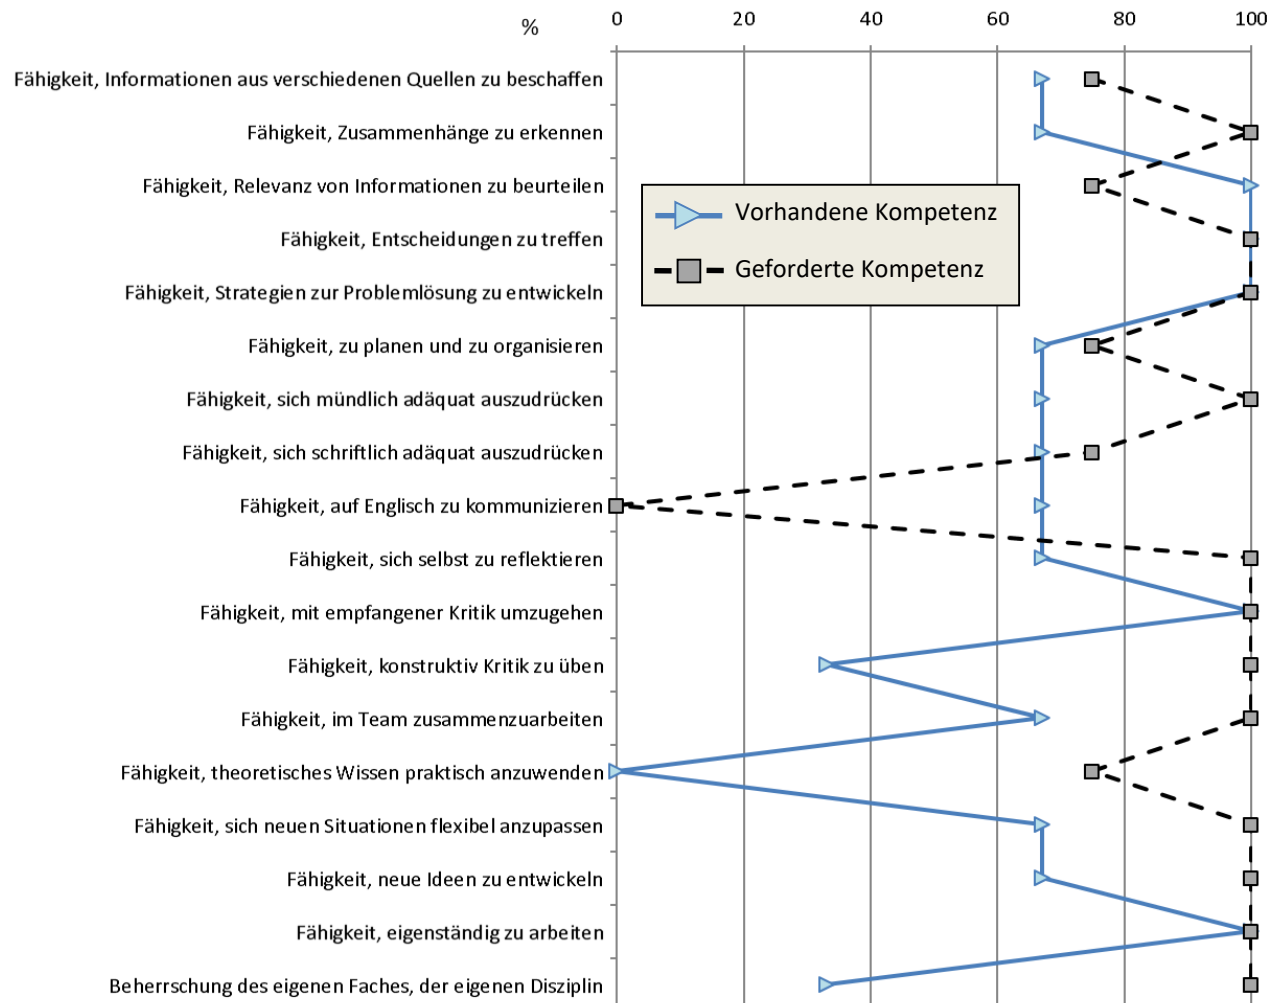 % 0 20 40 60 80 100
Fähigkeit, Informationen aus verschiedenen Quellen zu beschaffen
Fähigkeit, Zusammenhänge zu erkennen
Fähigkeit, Relevanz von Informationen zu beurteilen
Fähigkeit, Entscheidungen zu treffen
Fähigkeit, Strategien zur Problemlösung zu entwickeln
Fähigkeit, zu planen und zu organisieren
Fähigkeit, sich mündlich adäquat auszudrücken
Fähigkeit, sich schriftlich adäquat auszudrücken
Fähigkeit, auf Englisch zu kommunizieren
Fähigkeit, sich selbst zu reflektieren
Fähigkeit, mit empfangener Kritik umzugehen
Fähigkeit, konstruktiv Kritik zu üben
Fähigkeit, im Team zusammenzuarbeiten
Fähigkeit, theoretisches Wissen praktisch anzuwenden
Fähigkeit, sich neuen Situationen flexibel anzupassen
Fähigkeit, neue Ideen zu entwickeln
Fähigkeit, eigenständig zu arbeiten
Beherrschung des eigenen Faches, der eigenen Disziplin
Vorhandene Kompetenz
Geforderte Kompetenz